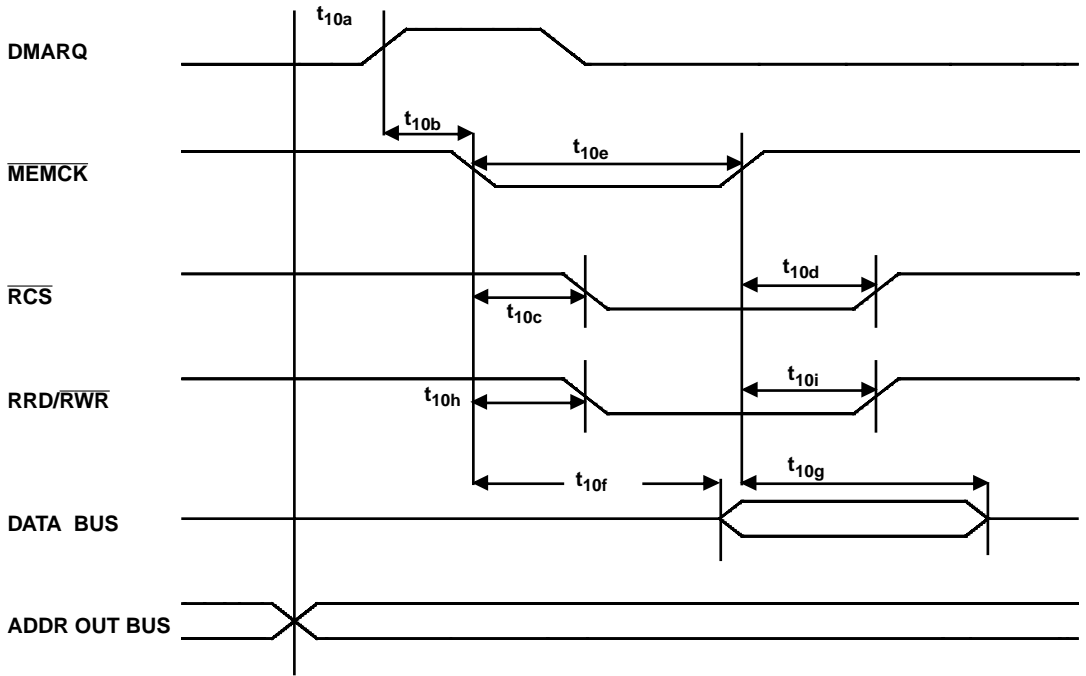 t10a
DMARQ
t10b
t10e
MEMCK
t10d
RCS
t10c
t10i
RRD/RWR
t10h
t10g
t10f
DATA BUS
ADDR OUT BUS